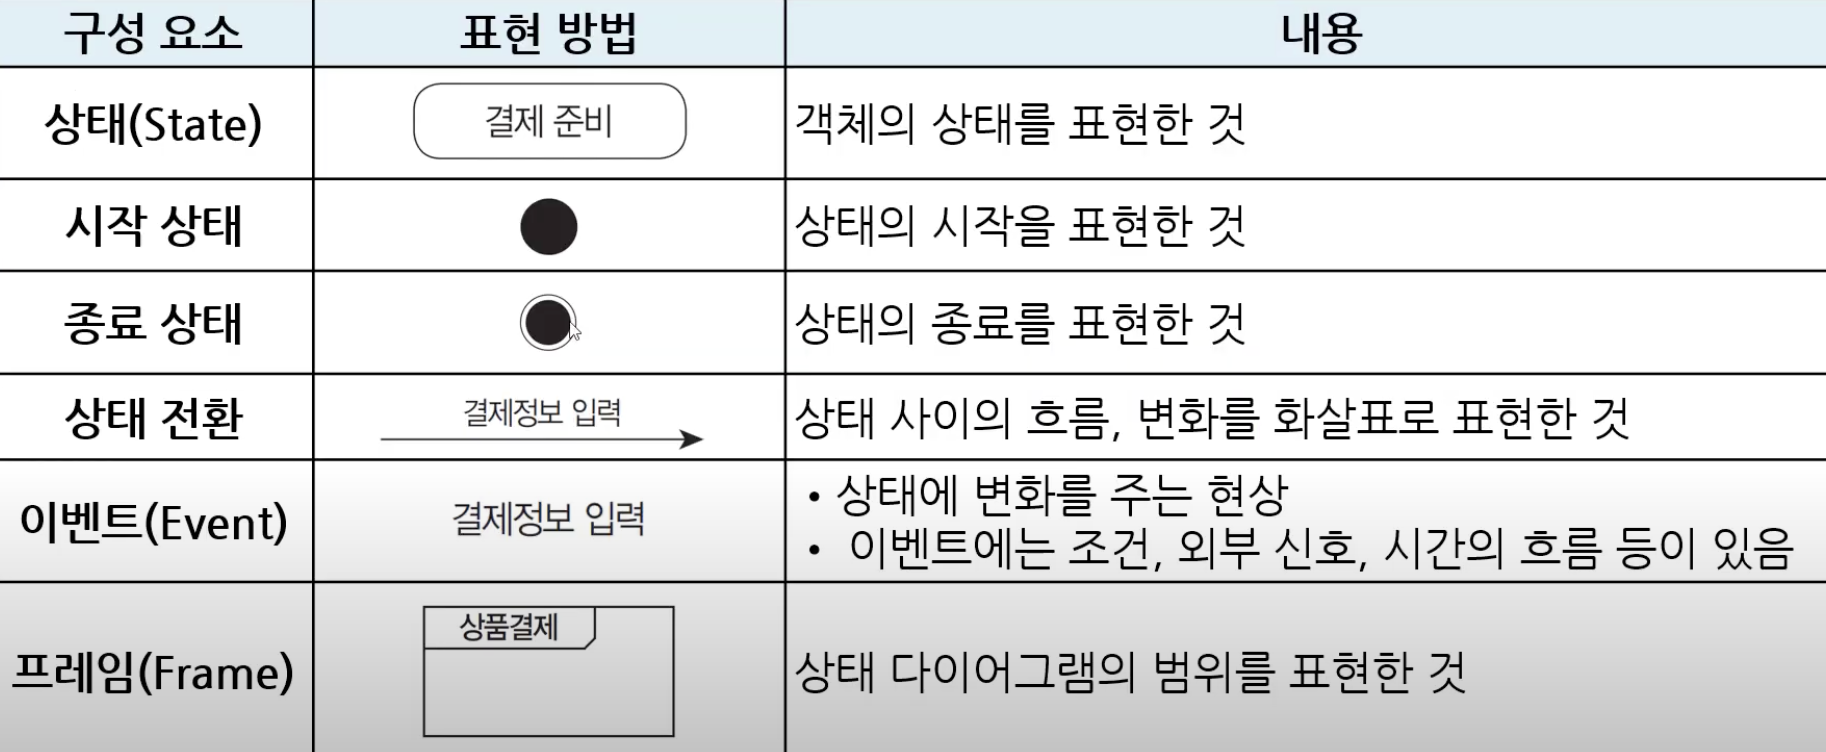 구성 요소 표현 방법 내용
상태(State) 결제 준비 객체의 상태를 표현한 것
시작 상태 상태의 시작을 표현한 것
종료 상태 상태의 종료를 표현한 것
상태 전환 결제정보 입력 상태 사이의 흐름, 변화를 화살표로 표현한 것
이벤트(Event) 결제정보 입력 • 상태에 변화를 주는 현상
• 이벤트에는 조건, 외부 신호, 시간의 흐름 등이 있음
프레임(Frame) 상품결제 상태 다이어그램의 범위를 표현한 것